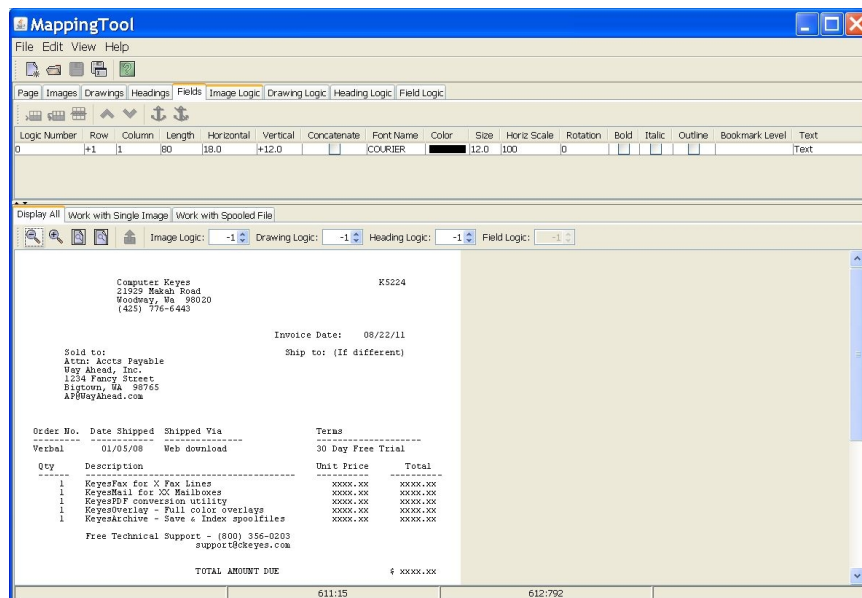 MappingTool
File Edit View Help
Page Images Drawings Headings Fields Image Logic Drawing Logic Heading Logic Field Logic
Logic Number Row Column Length Horizontal Vertical Concatenate Font Name Color Size Horiz Scale Rotation Bold Italic Outline Bookmark Level Text
0 +1 1 80 18.0 +12.0 COURIER 12.0 100 0 Text
Display All Work with Single Image Work with Spooled File
Image Logic: -1 Drawing Logic: -1 Heading Logic: -1 Field Logic: -1
Computer Keyes K5224
21929 Makah Road
Woodway, Wa 98020
(425) 776-6443
Invoice Date: 08/22/11
Sold to: Ship to: (If different)
Attn: Accts Payable
Way Ahead, Inc.
1234 Fancy Street
Bigtown, WA 98765
AP@WayAhead.com
Order No. Date Shipped Shipped Via Terms
Verbal 01/05/08 Web download 30 Day Free Trial
Qty Description Unit Price Total
1 KeyesFax for X Fax Lines xxxx.xx xxxx.xx
1 KeyesMail for XX Mailboxes xxxx.xx xxxx.xx
1 KeyesPDF conversion utility xxxx.xx xxxx.xx
1 KeyesOverlay - Full color overlays xxxx.xx xxxx.xx
1 KeyesArchive - Save & Index spoolfiles xxxx.xx xxxx.xx
Free Technical Support - (800) 356-0203
support@ckeyes.com
TOTAL AMOUNT DUE $ xxxx.xx
611:15 612:792